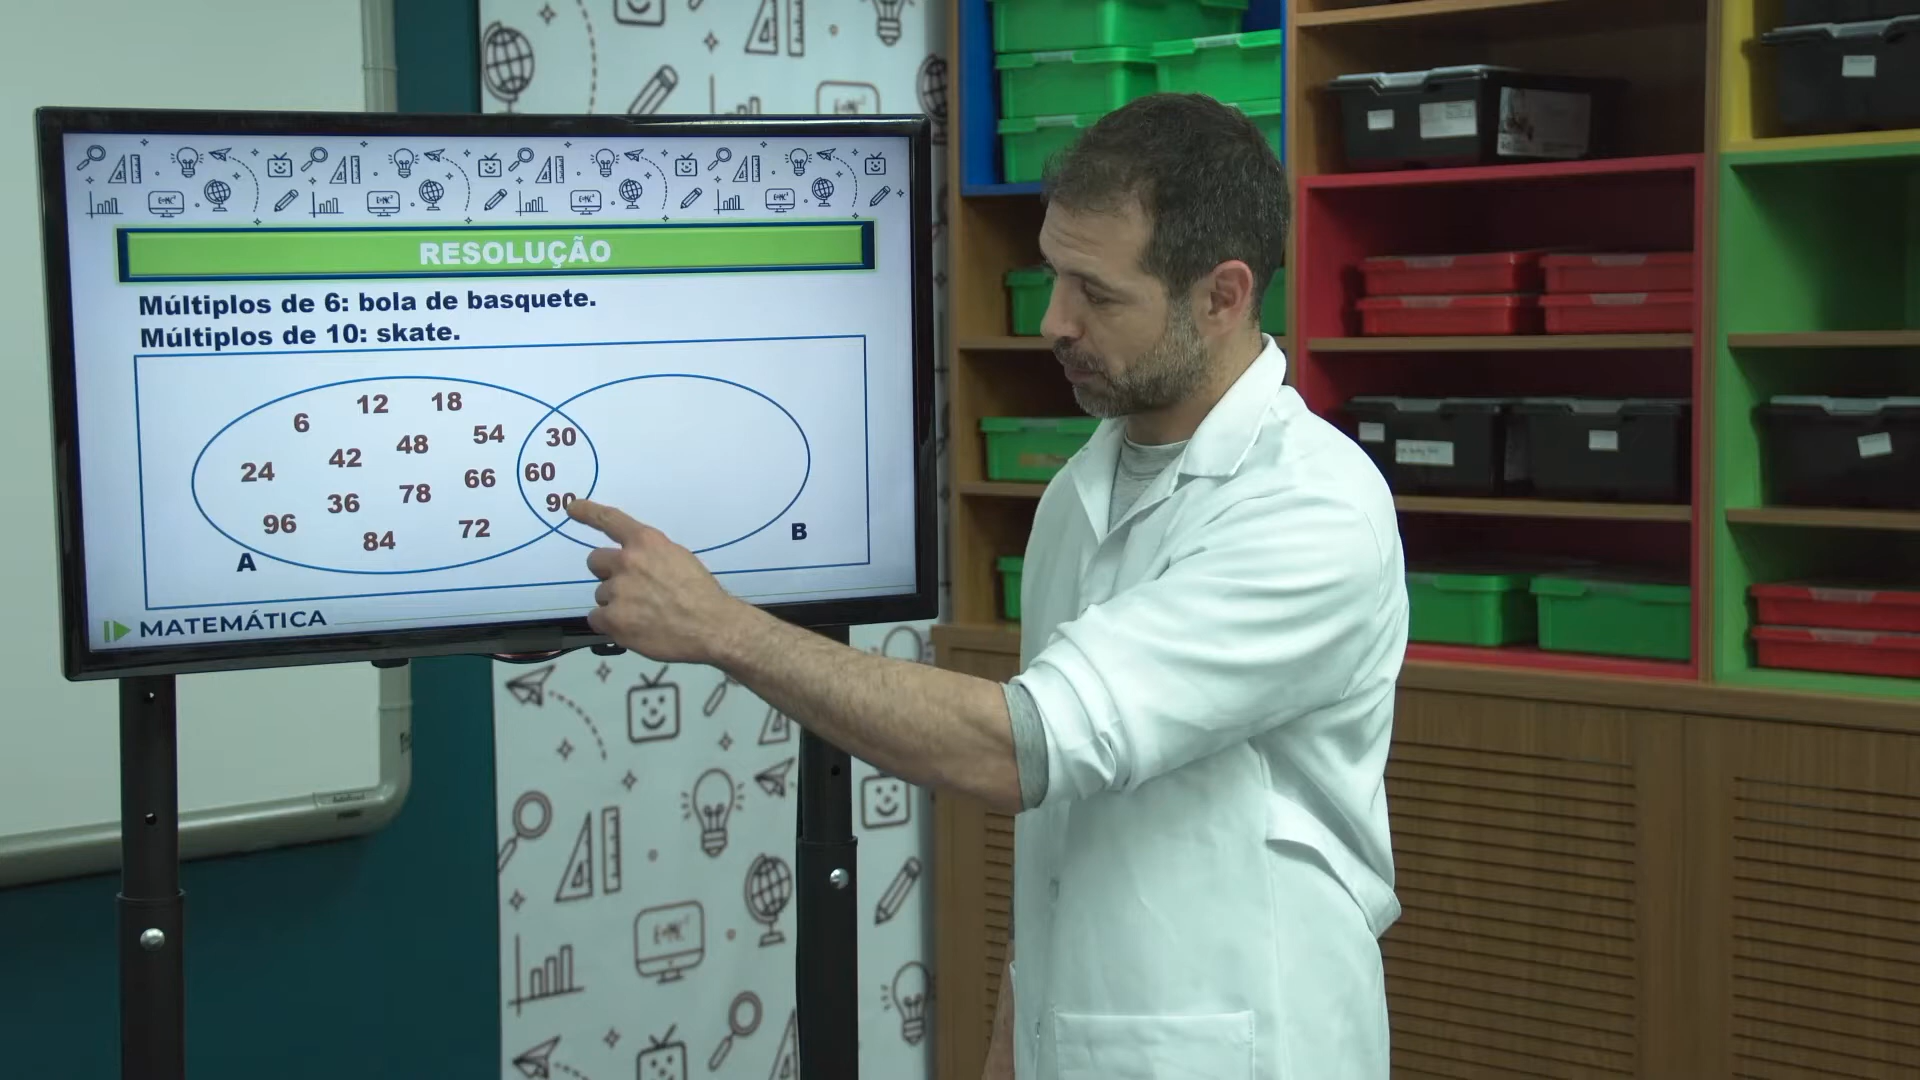 RESOLUÇÃO
Múltiplos de 6: bola de basquete.
Múltiplos de 10: skate.
6 12 18
24 42 48 54 30
36 78 66 60
96 84 72 90
A B
MATEMÁTICA